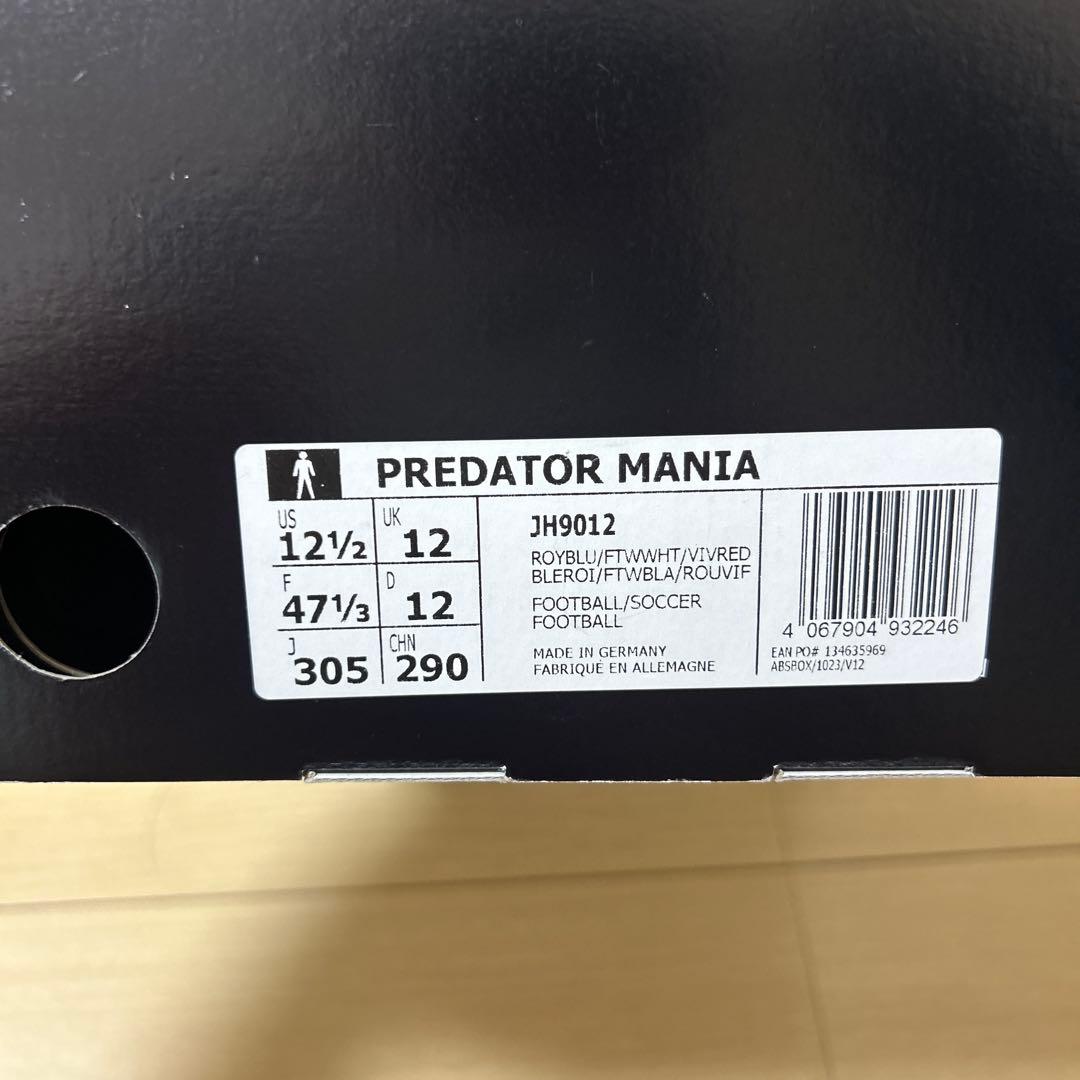 PREDATOR MANIA
US 12½ UK 12
F 47⅓ D 12
J 305 CHN 290
JH9012
ROYBLU/FTWWHT/VIVRED
BLEROI/FTWBLA/ROUVIF
FOOTBALL/SOCCER
FOOTBALL
MADE IN GERMANY
FABRIQUÉ EN ALLEMAGNE
4 067904 932246
EAN PO# 134635969
ABSBOX/1023/V12